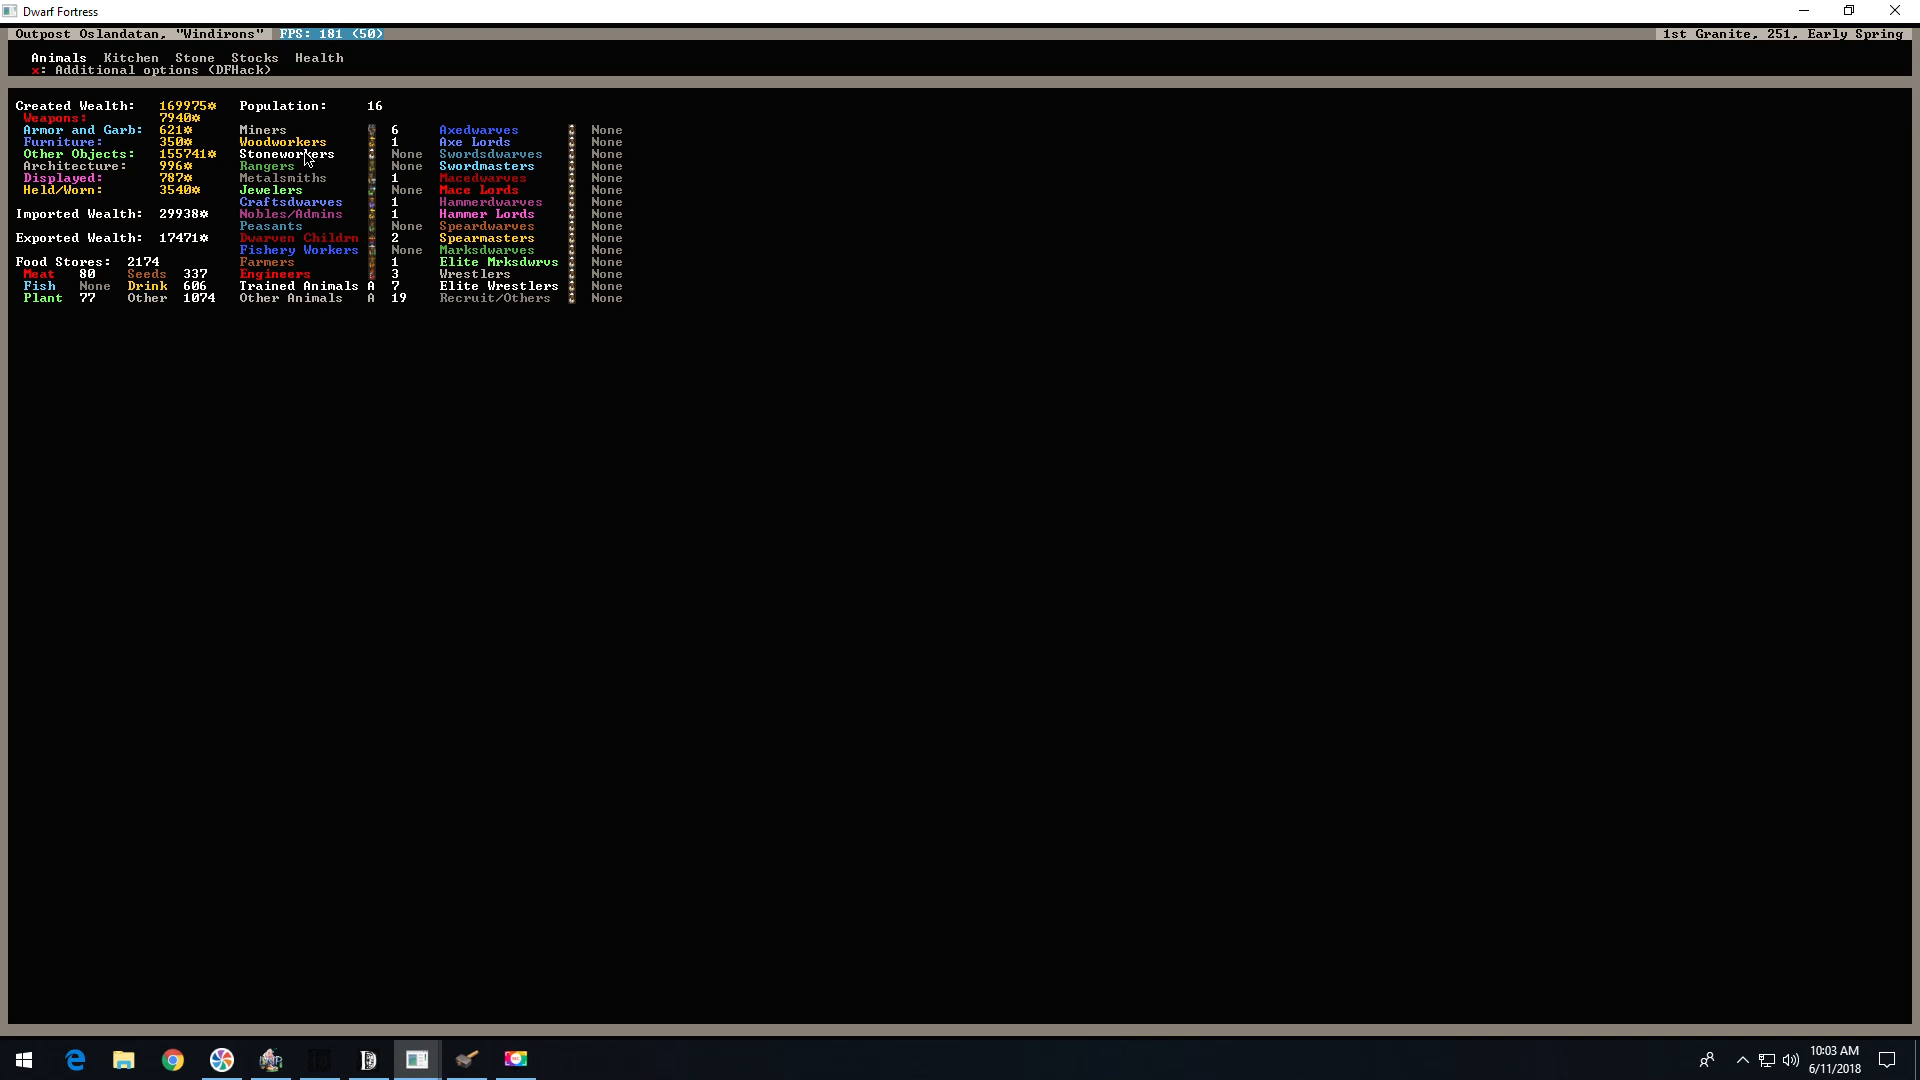 Dwarf Fortress
Outpost Oslandatan, "Windirons" FPS: 181 (50) 1st Granite, 251, Early Spring
Animals Kitchen Stone Stocks Health
x: Additional options (DFHack)
Created Wealth: 169975☼ Population: 16
Weapons: 7940☼
Armor and Garb: 621☼ Miners 6 Axedwarves None
Furniture: 350☼ Woodworkers 1 Axe Lords None
Other Objects: 155741☼ Stoneworkers None Swordsdwarves None
Architecture: 996☼ Rangers None Swordmasters None
Displayed: 787☼ Metalsmiths 1 Macedwarves None
Held/Worn: 3540☼ Jewelers None Mace Lords None
Craftsdwarves 1 Hammerdwarves None
Imported Wealth: 29938☼ Nobles/Admins 1 Hammer Lords None
Peasants None Speardwarves None
Exported Wealth: 17471☼ Dwarven Childrn 2 Spearmasters None
Fishery Workers None Marksdwarves None
Food Stores: 2174 Farmers 1 Elite Mrksdwrvs None
Meat 80 Seeds 337 Engineers 3 Wrestlers None
Fish None Drink 606 Trained Animals A 7 Elite Wrestlers None
Plant 77 Other 1074 Other Animals A 19 Recruit/Others None
10:03 AM
6/11/2018